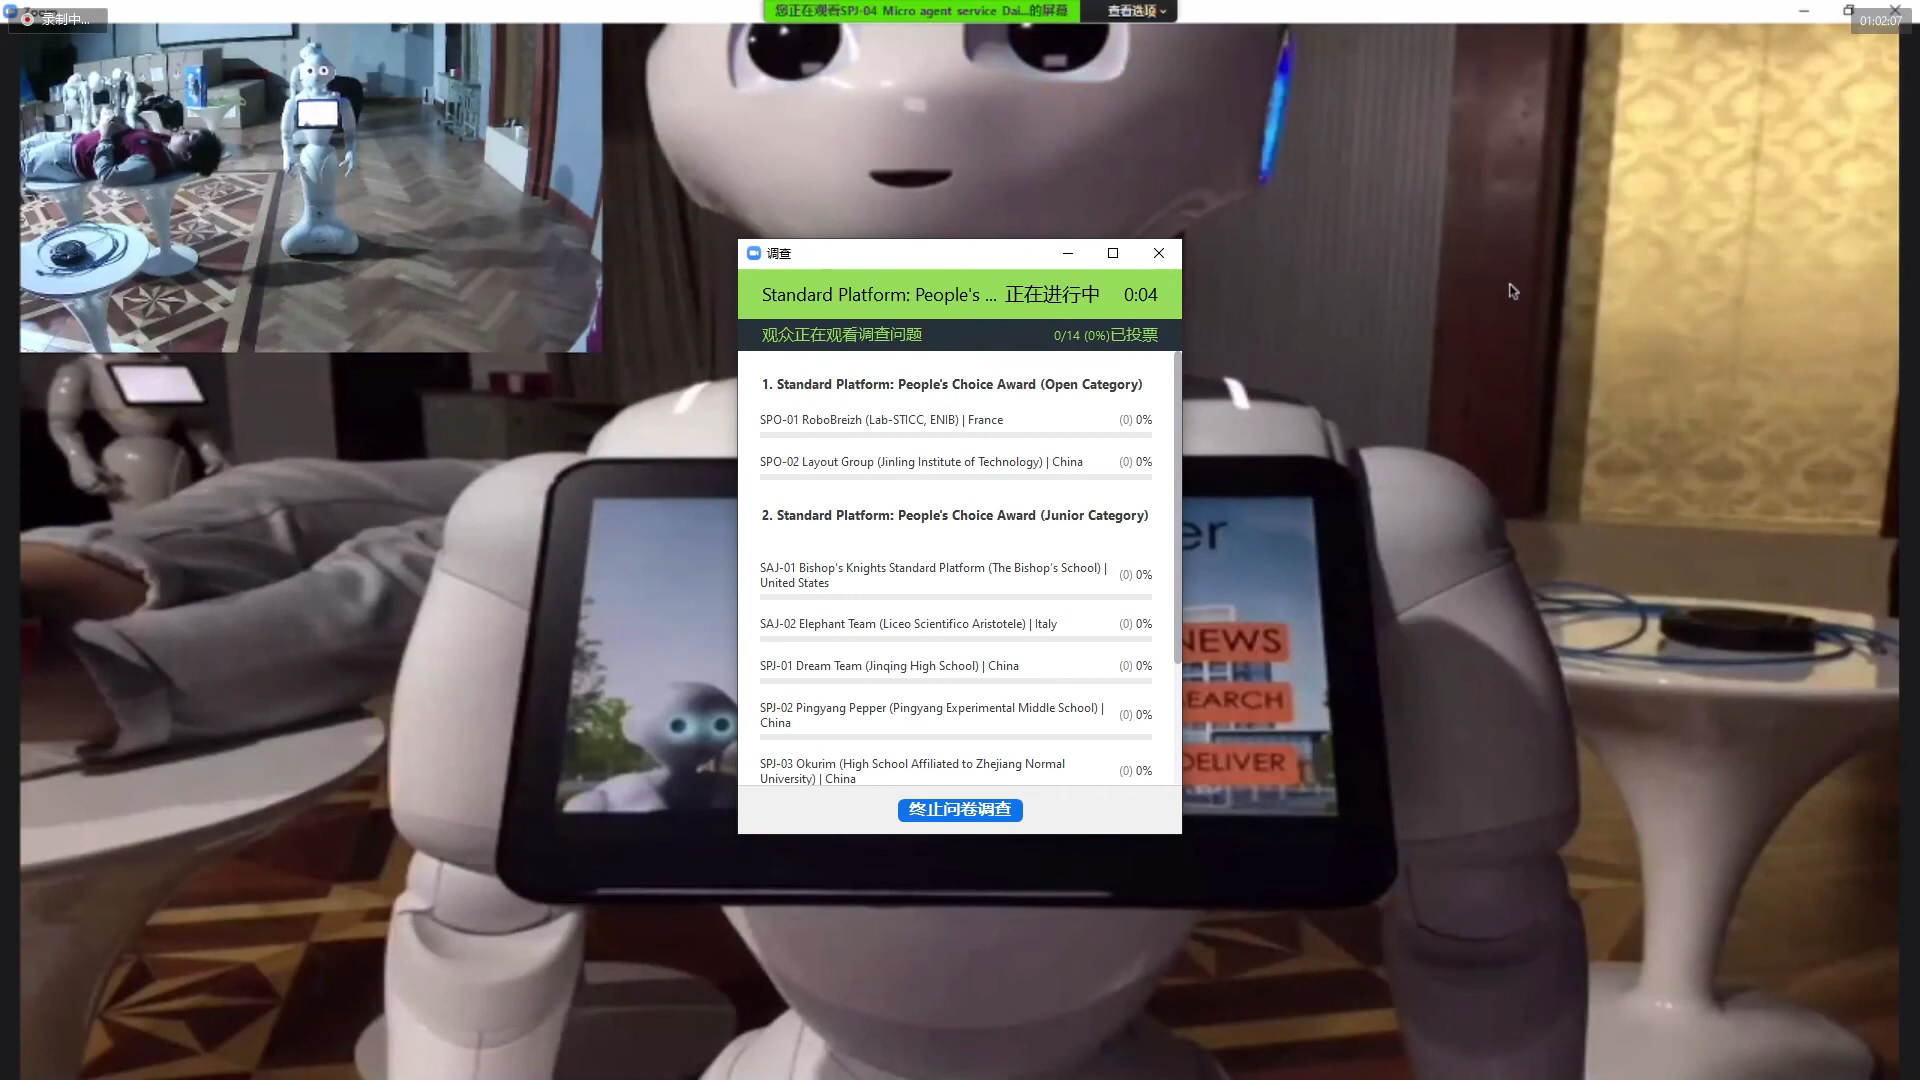 Zoom
录制中...
您正在观看SPJ-04 Micro agent service Dai...的屏幕
查看选项
01:02:07
调查
Standard Platform: People's ... 正在进行中 0:04
观众正在观看调查问题 0/14 (0%)已投票
1. Standard Platform: People's Choice Award (Open Category)
SPO-01 RoboBreizh (Lab-STICC, ENIB) | France (0) 0%
SPO-02 Layout Group (Jinling Institute of Technology) | China (0) 0%
2. Standard Platform: People's Choice Award (Junior Category)
SAJ-01 Bishop's Knights Standard Platform (The Bishop's School) |
United States (0) 0%
SAJ-02 Elephant Team (Liceo Scientifico Aristotele) | Italy (0) 0%
SPJ-01 Dream Team (Jinqing High School) | China (0) 0%
SPJ-02 Pingyang Pepper (Pingyang Experimental Middle School) |
China (0) 0%
SPJ-03 Okurim (High School Affiliated to Zhejiang Normal
University) | China (0) 0%
终止问卷调查
er
NEWS
EARCH
DELIVER